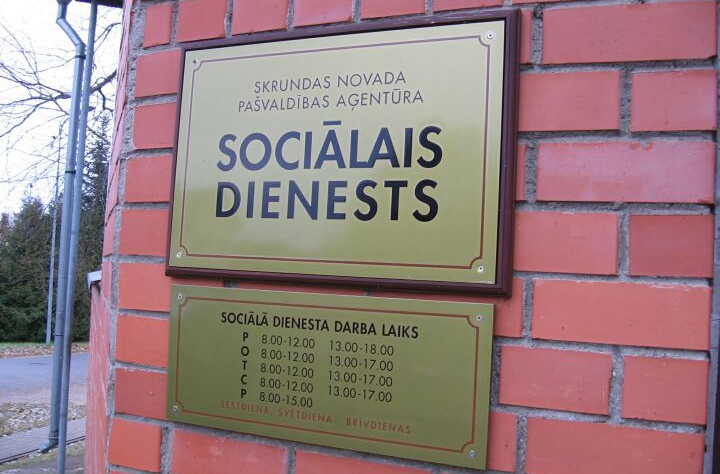 SKRUNDAS NOVADA
PAŠVALDĪBAS AĢENTŪRA
SOCIĀLAIS
DIENESTS
SOCIĀLĀ DIENESTA DARBA LAIKS
P 8.00-12.00 13.00-18.00
O 8.00-12.00 13.00-17.00
T 8.00-12.00 13.00-17.00
C 8.00-12.00 13.00-17.00
P 8.00-15.00
SESTDIENA, SVĒTDIENA - BRĪVDIENAS